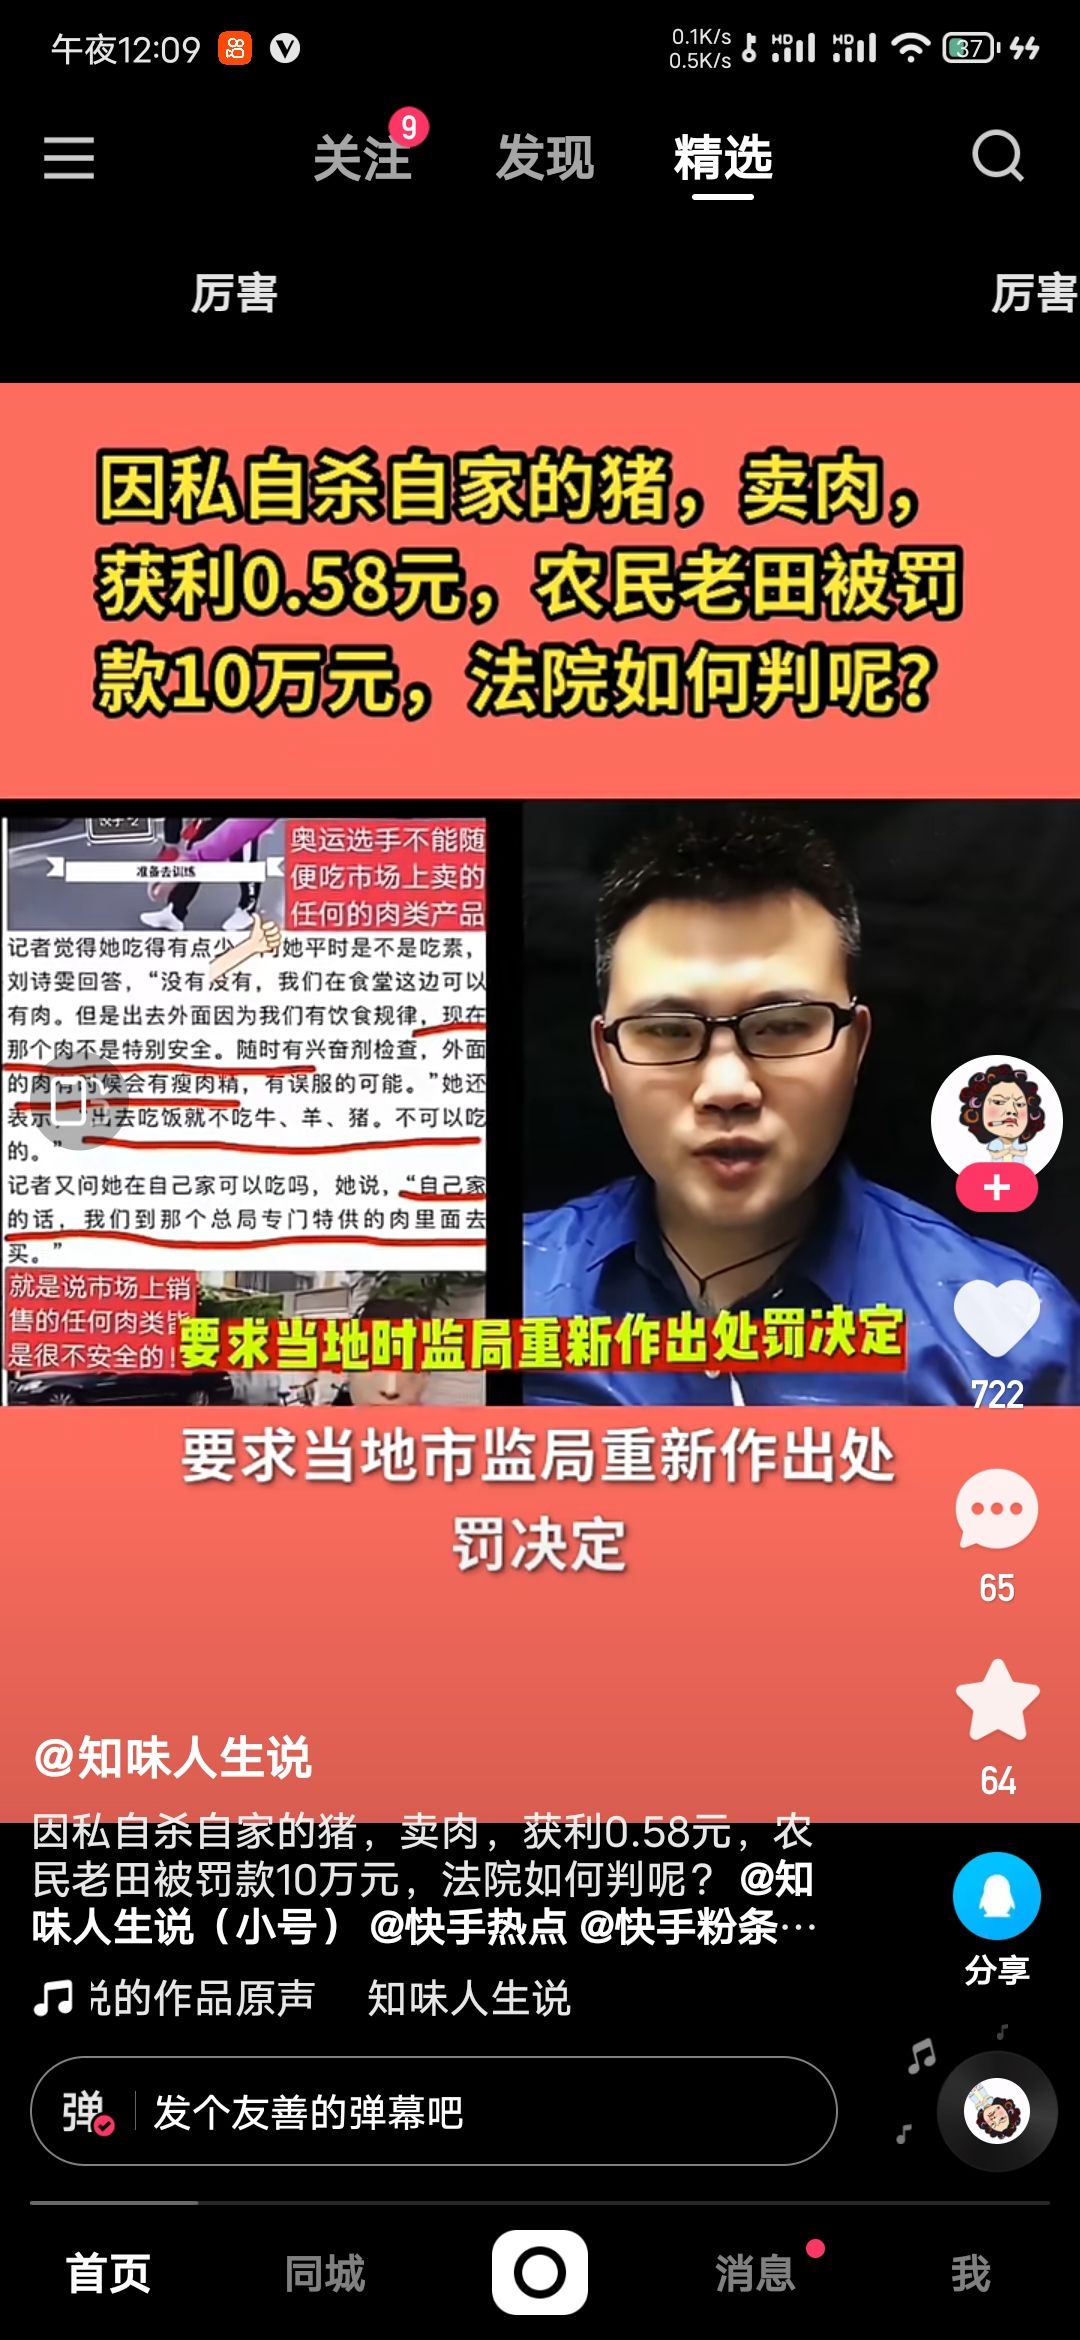 午夜12:09
0.1K/s
0.5K/s
HD
HD
37
关注
9
发现
精选
厉害
厉害
因私自杀自家的猪，卖肉，
获利0.58元，农民老田被罚
款10万元，法院如何判呢？
准备去训练
奥运选手不能随
便吃市场上卖的
任何的肉类产品
记者觉得她吃得有点少
她平时是不是吃素，
刘诗雯回答，“没有没有，我们在食堂这边可以
有肉。但是出去外面因为我们有饮食规律，现在
那个肉不是特别安全。随时有兴奋剂检查，外面
的肉有时候会有瘦肉精，有误服的可能。”她还
表示
出去吃饭就不吃牛、羊、猪。不可以吃
的。”
记者又问她在自己家可以吃吗，她说，“自己家
的话，我们到那个总局专门特供的肉里面去
买。”
就是说市场上销
售的任何肉类皆
是很不安全的！
要求当地时监局重新作出处罚决定
722
要求当地市监局重新作出处
罚决定
65
64
@知味人生说
因私自杀自家的猪，卖肉，获利0.58元，农
民老田被罚款10万元，法院如何判呢？ @知
味人生说（小号） @快手热点 @快手粉条…
分享
说的作品原声 知味人生说
弹
发个友善的弹幕吧
首页
同城
消息
我